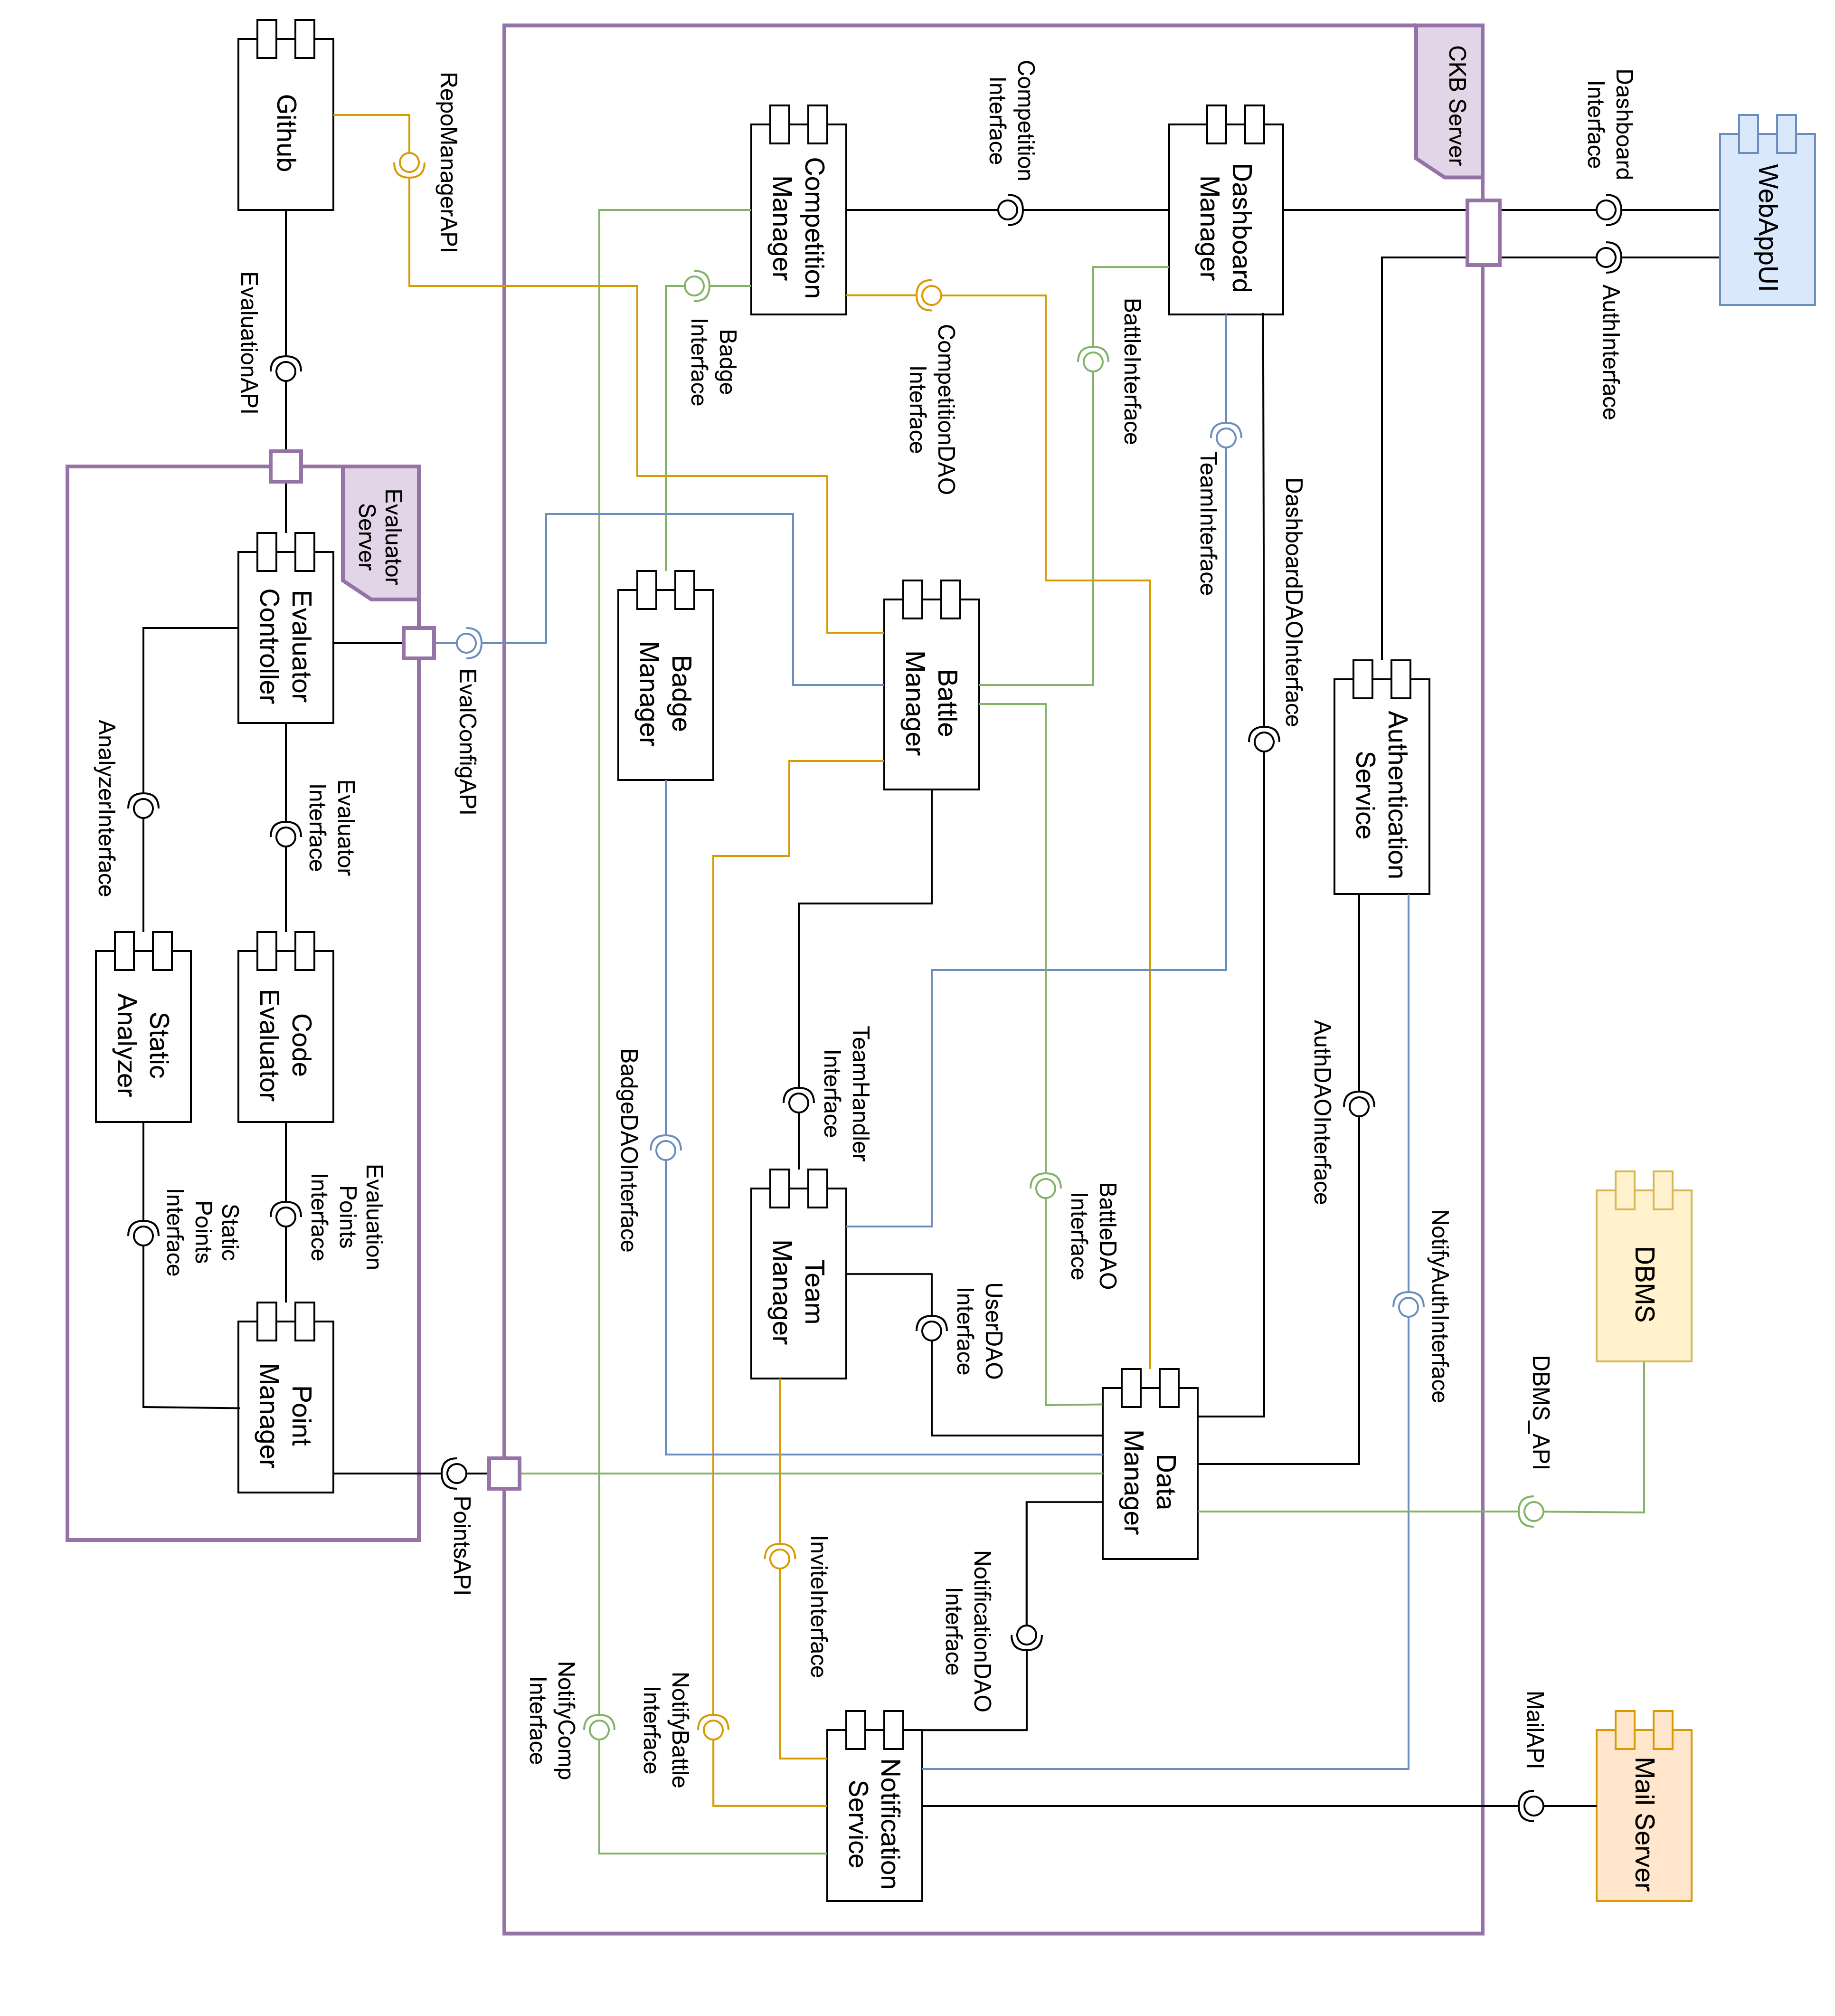 WebAppUI
Dashboard
Interface
AuthInterface
DBMS
DBMS_API
Mail Server
MailAPI
CKB Server
Dashboard
Manager
Authentication
Service
DashboardDAOInterface
TeamInterface
AuthDAOInterface
NotifyAuthInterface
Competition
Interface
BattleInterface
CompetitionDAO
Interface
BattleDAO
Interface
Data
Manager
Competition
Manager
Battle
Manager
UserDAO
Interface
NotificationDAO
Interface
TeamHandler
Interface
Team
Manager
InviteInterface
Notification
Service
Badge
Interface
Badge
Manager
BadgeDAOInterface
NotifyBattle
Interface
NotifyComp
Interface
RepoManagerAPI
EvalConfigAPI
PointsAPI
Github
EvaluationAPI
Evaluator
Server
Evaluator
Controller
Evaluator
Interface
Code
Evaluator
Evaluation
Points
Interface
Point
Manager
AnalyzerInterface
Static
Analyzer
Static
Points
Interface